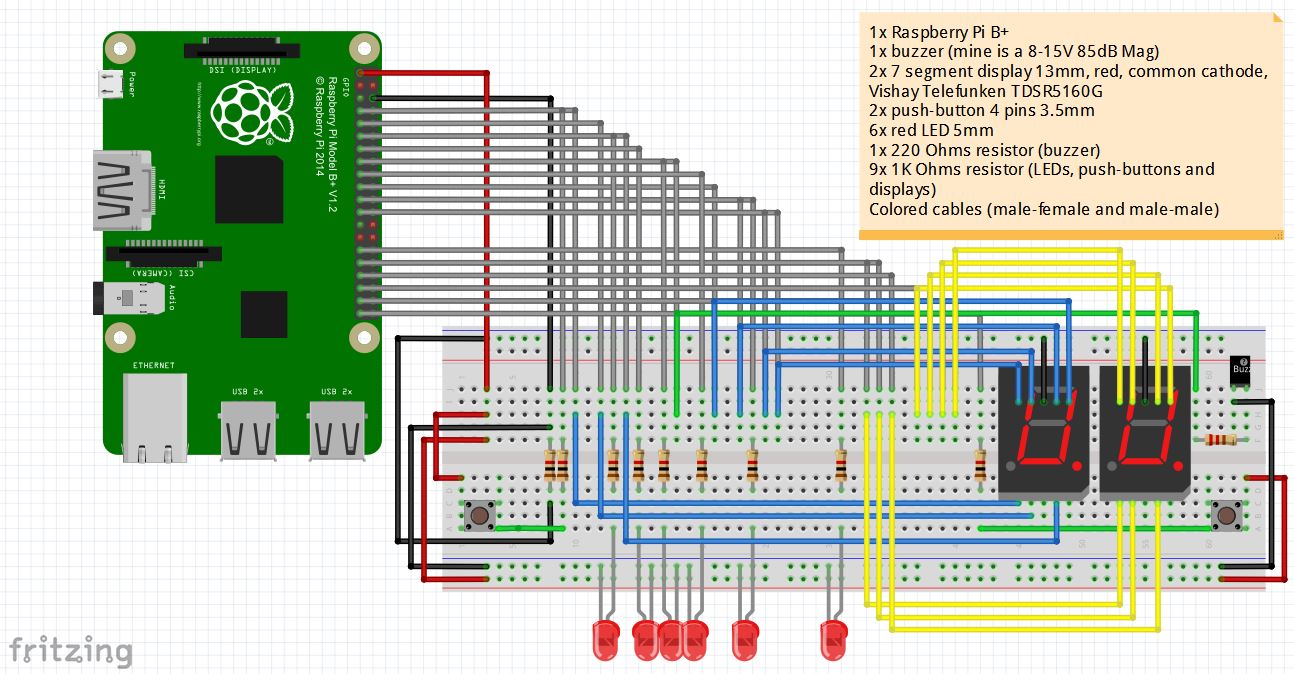 1x Raspberry Pi B+
1x buzzer (mine is a 8-15V 85dB Mag)
2x 7 segment display 13mm, red, common cathode,
Vishay Telefunken TDSR5160G
2x push-button 4 pins 3.5mm
6x red LED 5mm
1x 220 Ohms resistor (buzzer)
9x 1K Ohms resistor (LEDs, push-buttons and
displays)
Colored cables (male-female and male-male)
DSI (DISPLAY)
Power
http://www.raspberrypi.org
GPIO
Raspberry Pi Model B+ V1.2
© Raspberry Pi 2014
HDMI
CSI (CAMERA)
Audio
ETHERNET
USB 2x
USB 2x
Buzz
fritzing